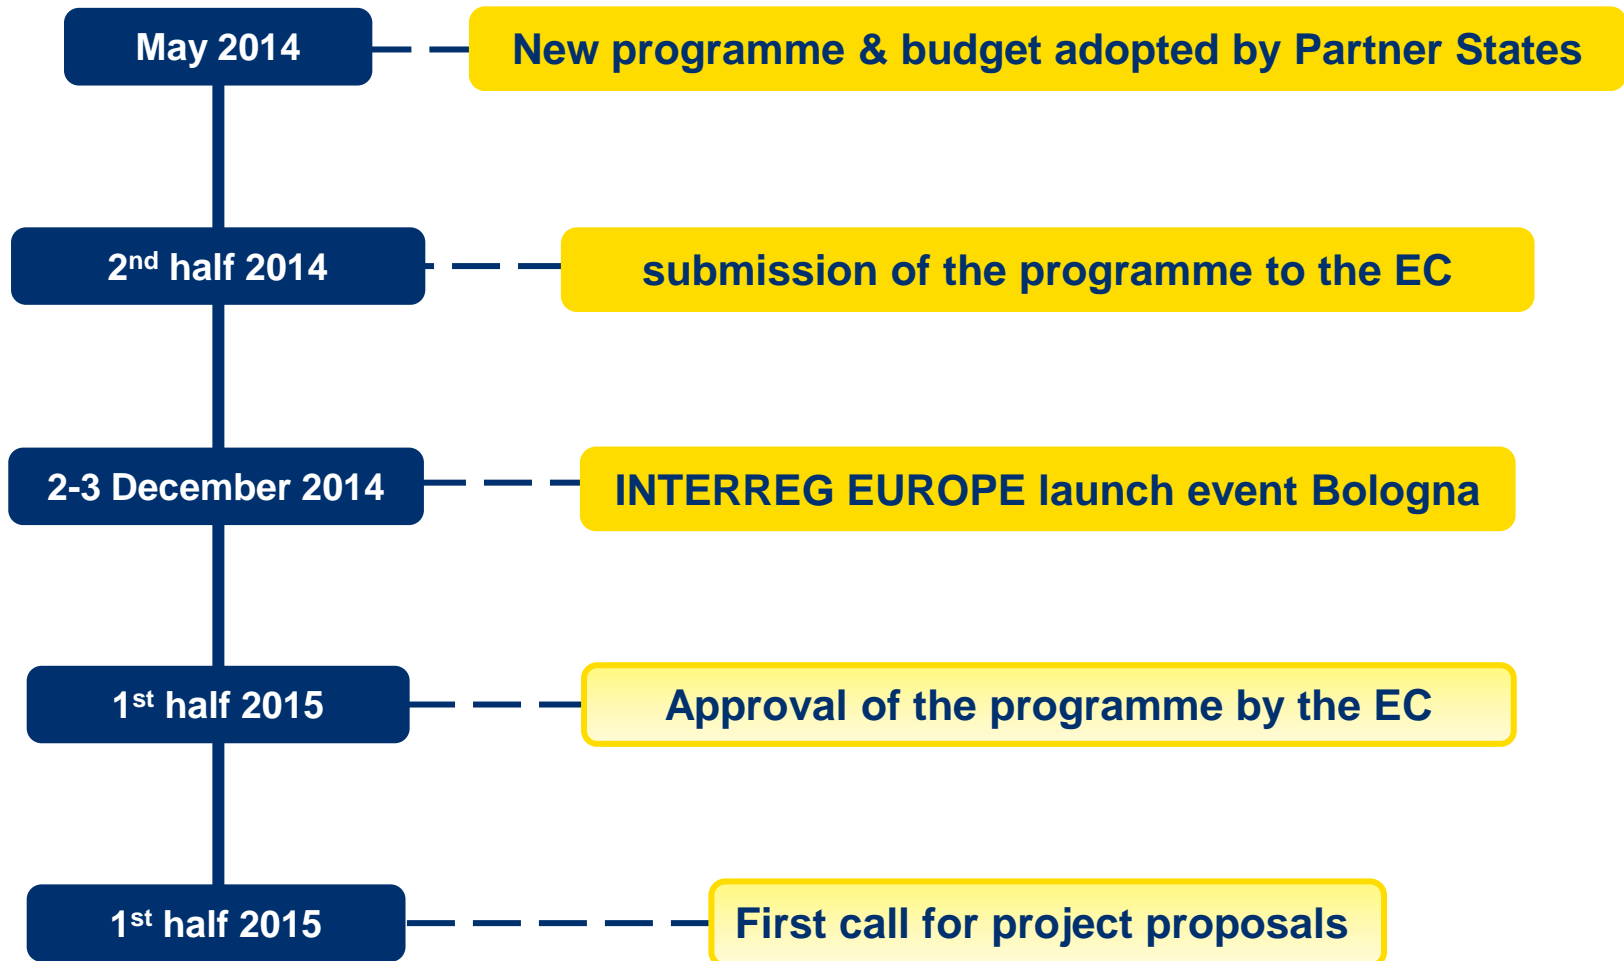 May 2014
New programme & budget adopted by Partner States
2nd half 2014
submission of the programme to the EC
2-3 December 2014
INTERREG EUROPE launch event Bologna
1st half 2015
Approval of the programme by the EC
1st half 2015
First call for project proposals